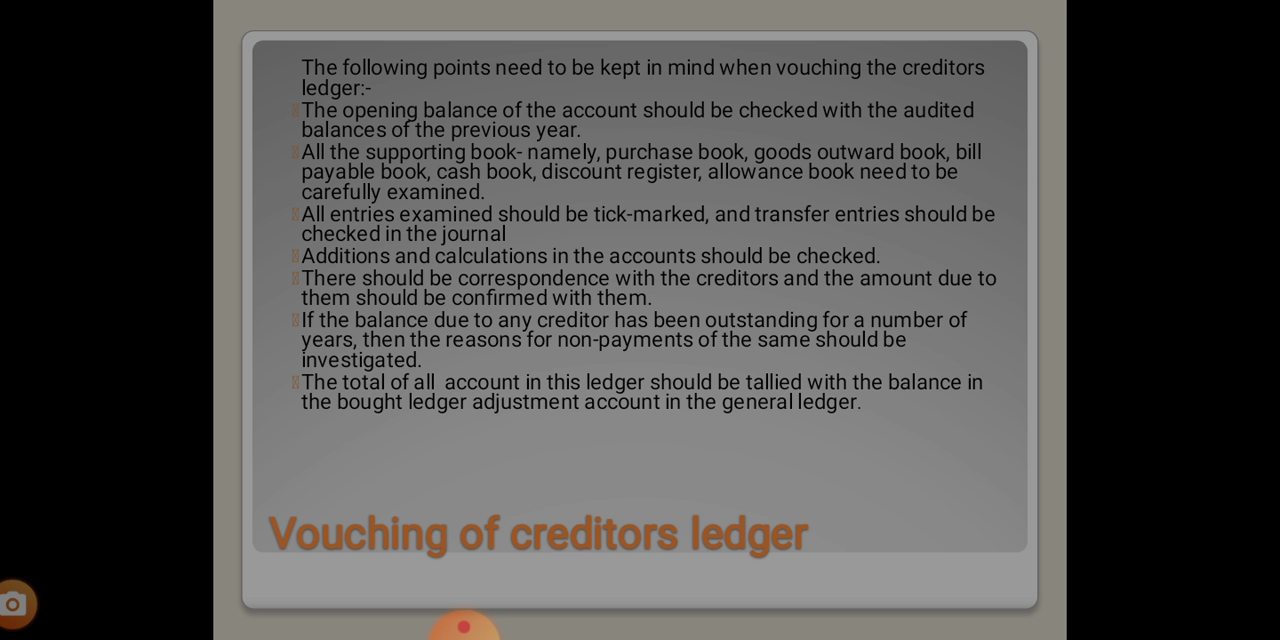 The following points need to be kept in mind when vouching the creditors
ledger:-
The opening balance of the account should be checked with the audited
balances of the previous year.
All the supporting book- namely, purchase book, goods outward book, bill
payable book, cash book, discount register, allowance book need to be
carefully examined.
All entries examined should be tick-marked, and transfer entries should be
checked in the journal
Additions and calculations in the accounts should be checked.
There should be correspondence with the creditors and the amount due to
them should be confirmed with them.
If the balance due to any creditor has been outstanding for a number of
years, then the reasons for non-payments of the same should be
investigated.
The total of all  account in this ledger should be tallied with the balance in
the bought ledger adjustment account in the general ledger.
Vouching of creditors ledger